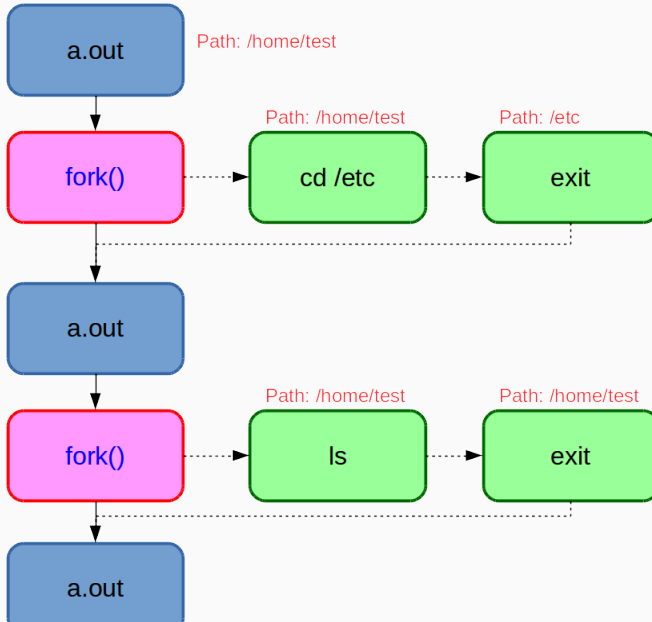 a.out
Path: /home/test
Path: /home/test
Path: /etc
fork()
cd /etc
exit
a.out
Path: /home/test
Path: /home/test
fork()
ls
exit
a.out